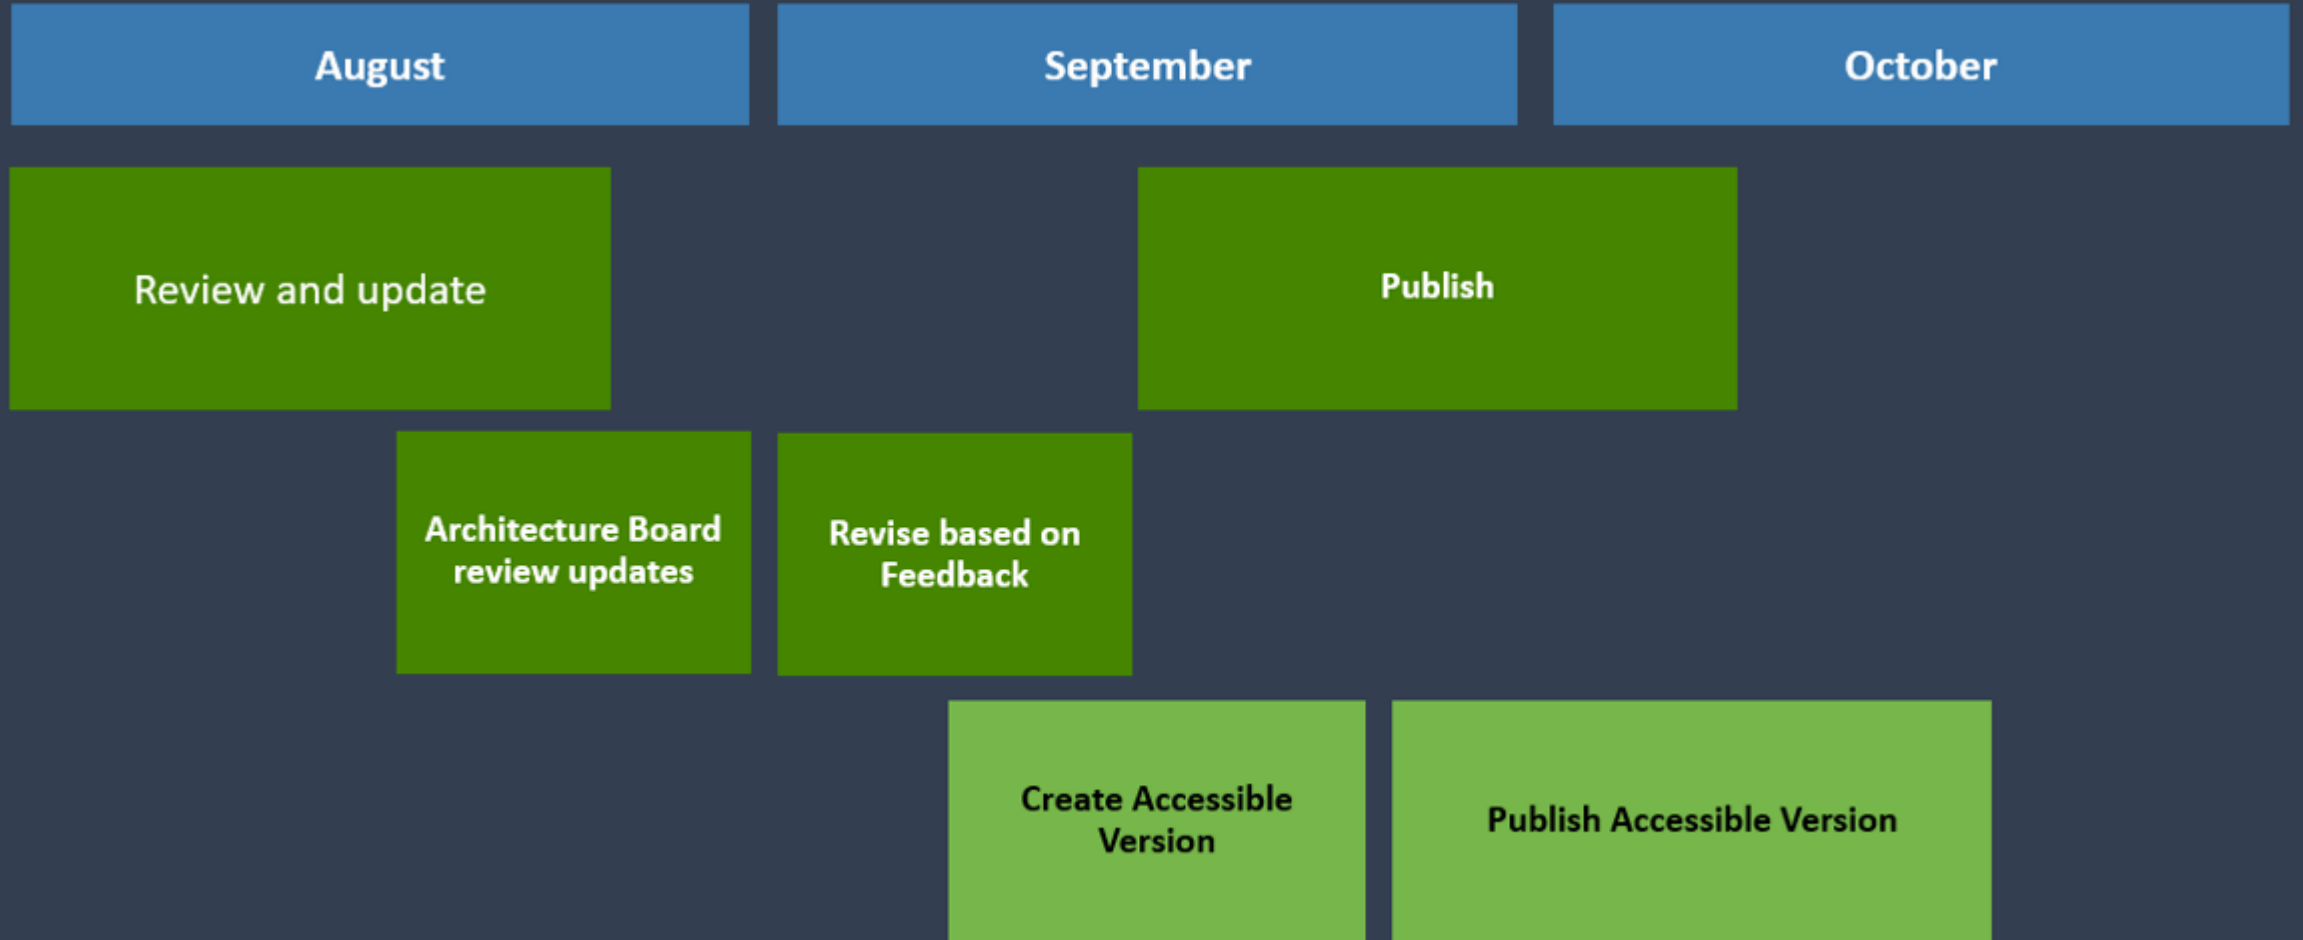 August
September
October
Review and update
Publish
Architecture Board
review updates
Revise based on
Feedback
Create Accessible
Version
Publish Accessible Version